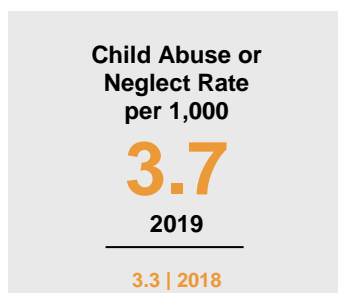 Child Abuse or
Neglect Rate
per 1,000
3.7
2019
3.3 | 2018